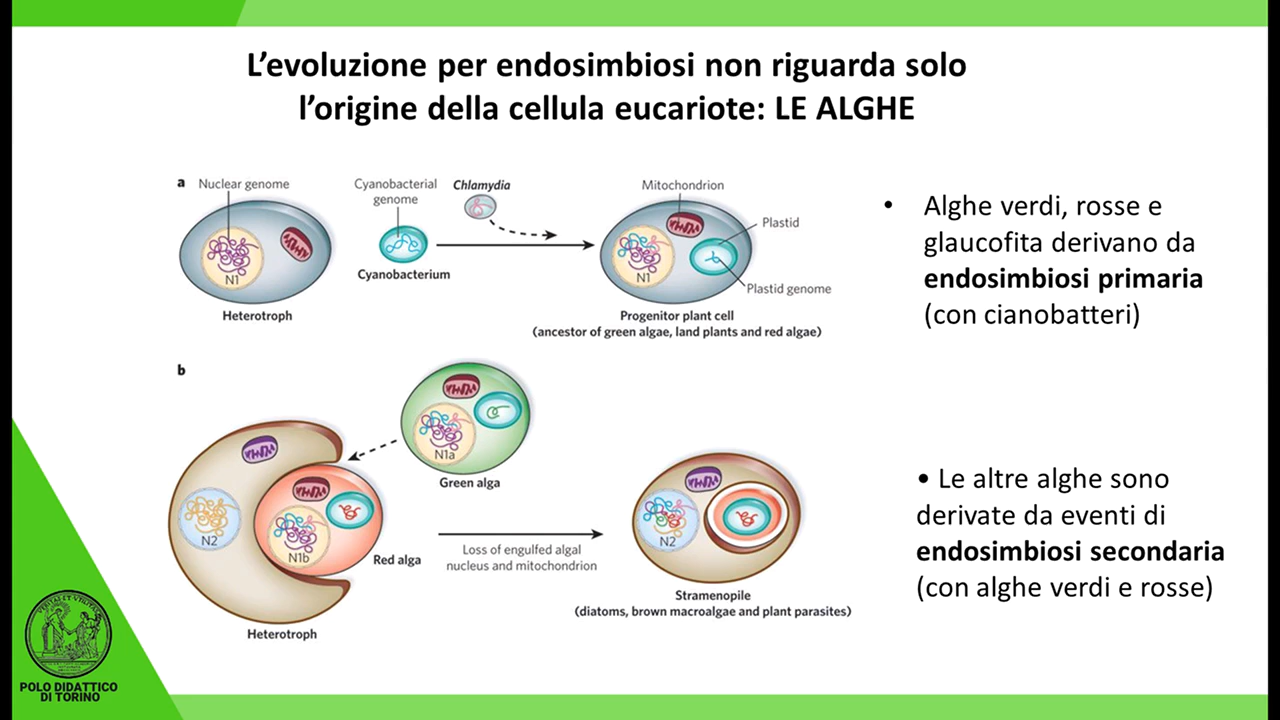 L'evoluzione per endosimbiosi non riguarda solo
l'origine della cellula eucariote: LE ALGHE
a
Nuclear genome
N1
Heterotroph
Cyanobacterial
genome
Cyanobacterium
Chlamydia
Mitochondrion
Plastid
N1
Plastid genome
Progenitor plant cell
(ancestor of green algae, land plants and red algae)
• Alghe verdi, rosse e
glaucofita derivano da
endosimbiosi primaria
(con cianobatteri)
b
N1a
Green alga
N2
N1b
Red alga
Heterotroph
Loss of engulfed algal
nucleus and mitochondrion
N2
Stramenopile
(diatoms, brown macroalgae and plant parasites)
• Le altre alghe sono
derivate da eventi di
endosimbiosi secondaria
(con alghe verdi e rosse)
POLO DIDATTICO
DI TORINO